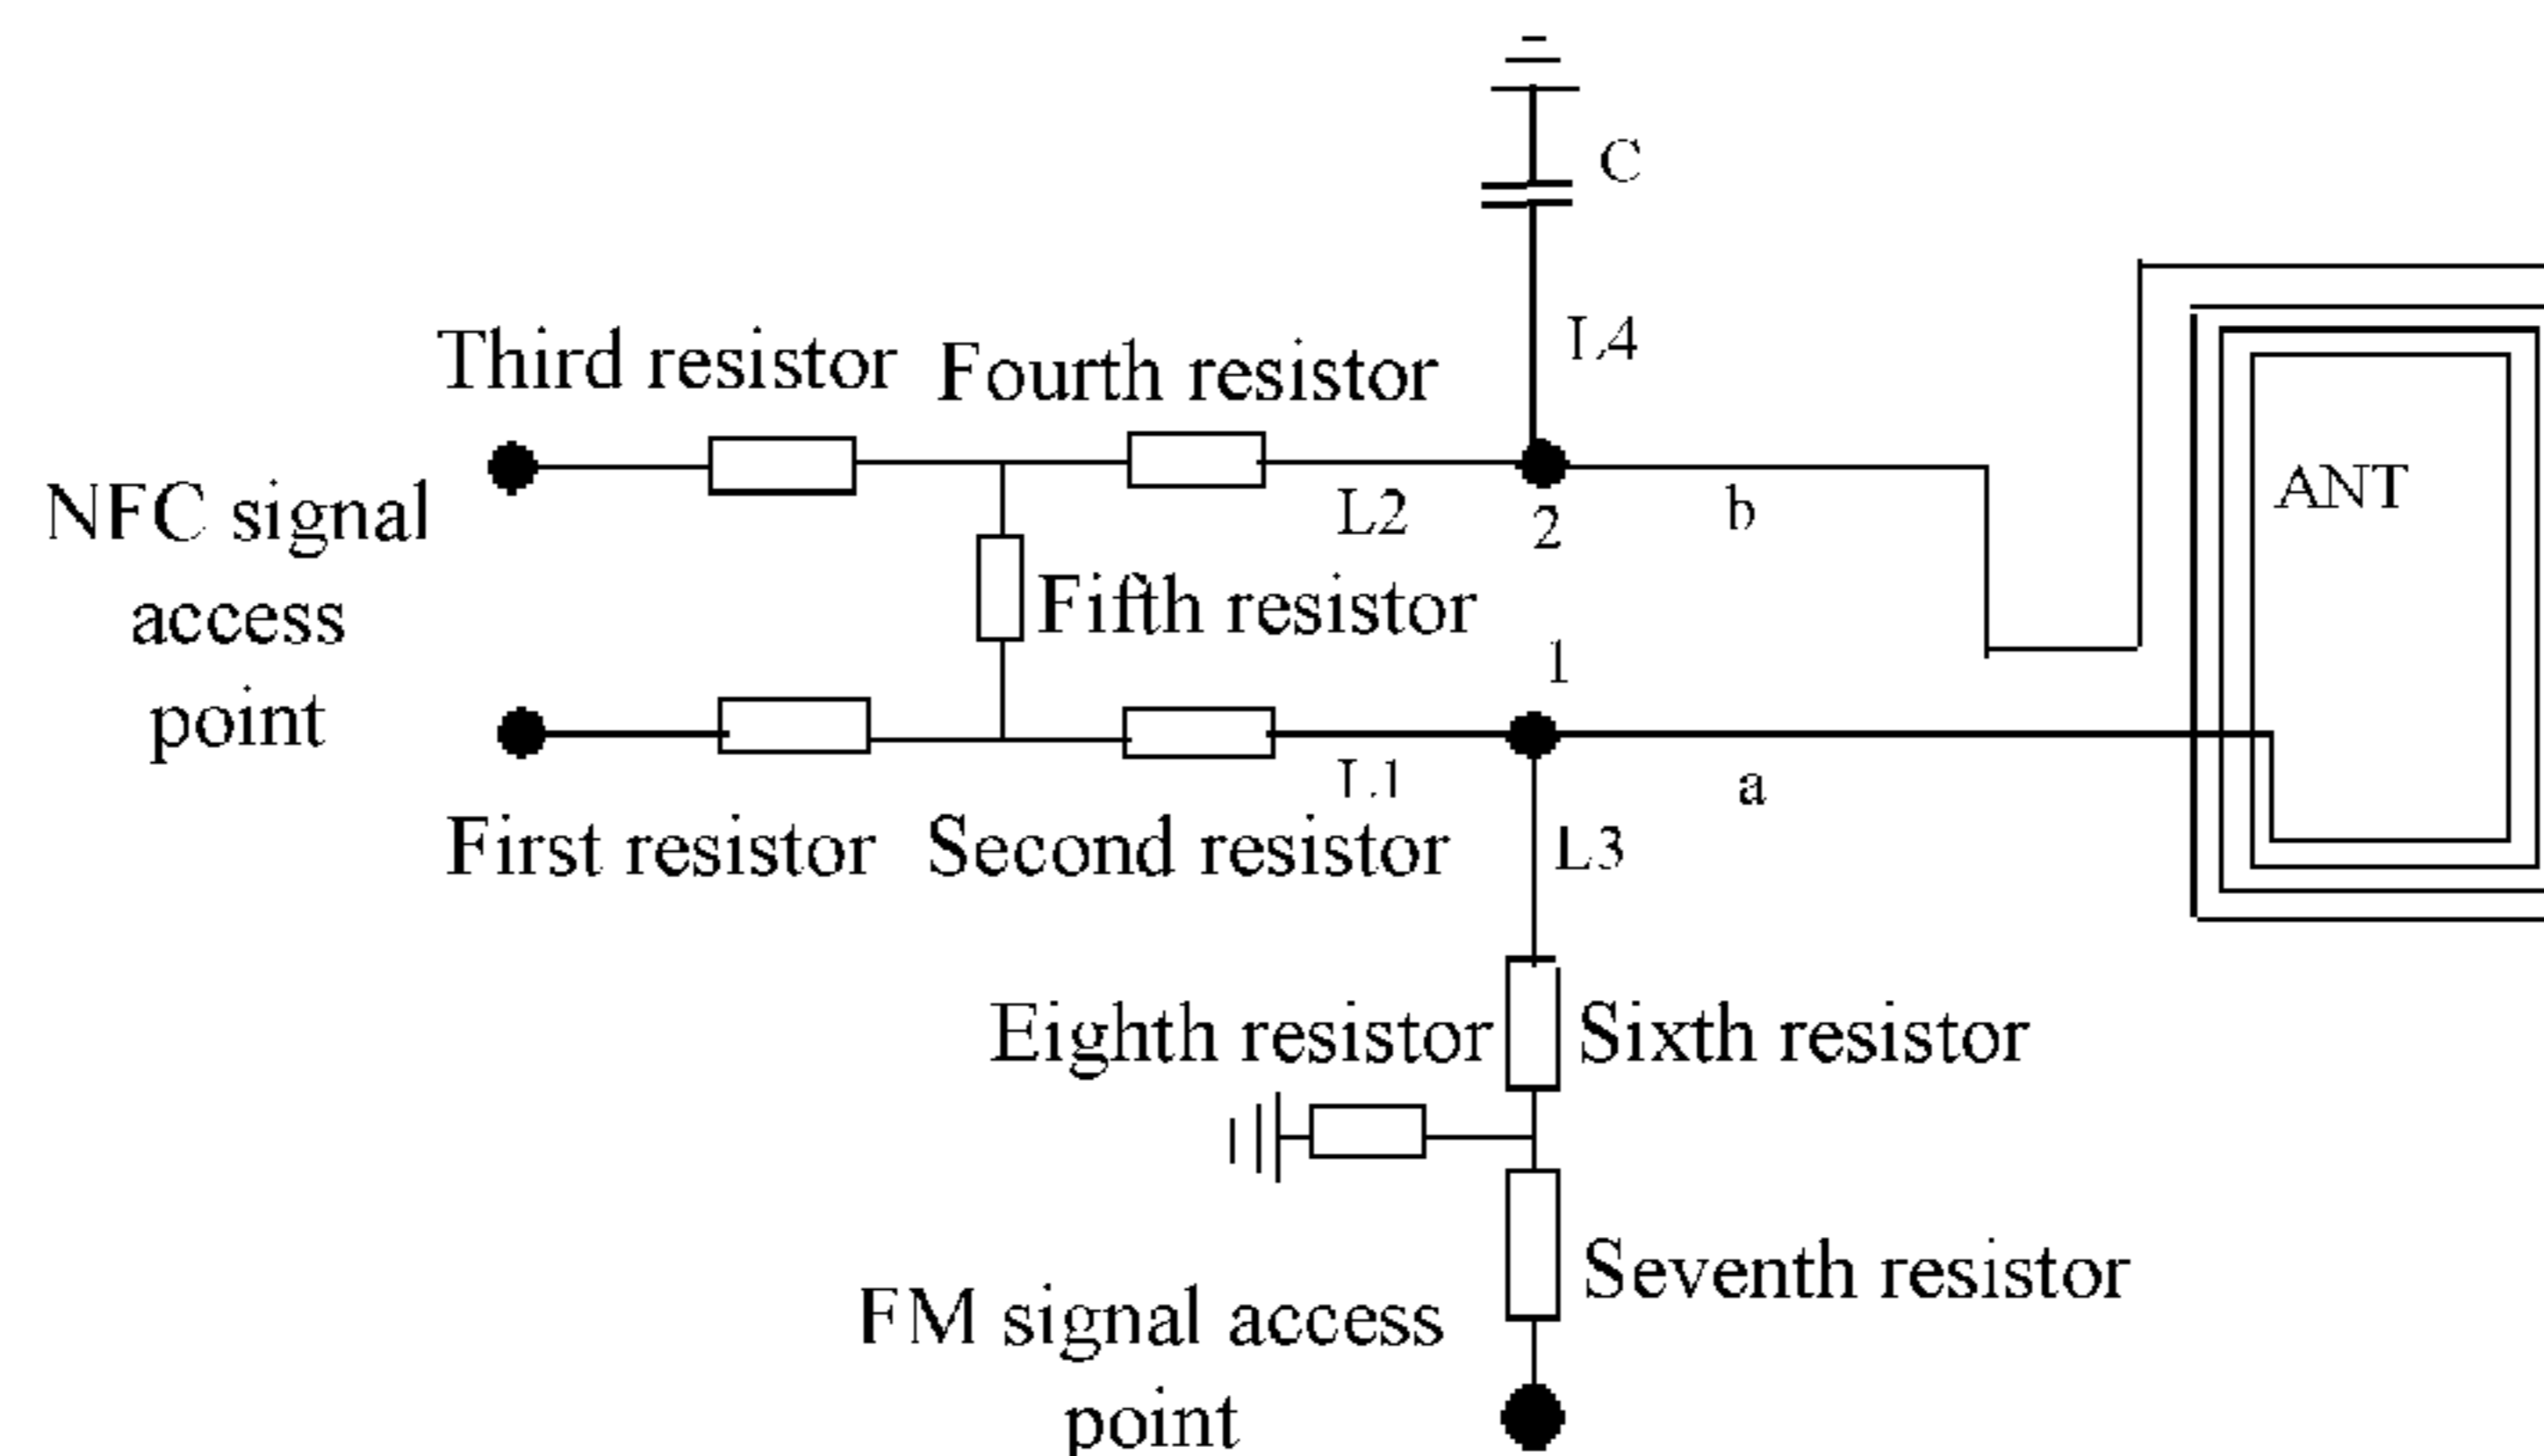 C
L4
Third resistor
Fourth resistor
NFC signal
access
point
L2
2
b
ANT
Fifth resistor
1
L1
a
First resistor
Second resistor
L3
Eighth resistor
Sixth resistor
Seventh resistor
FM signal access
point